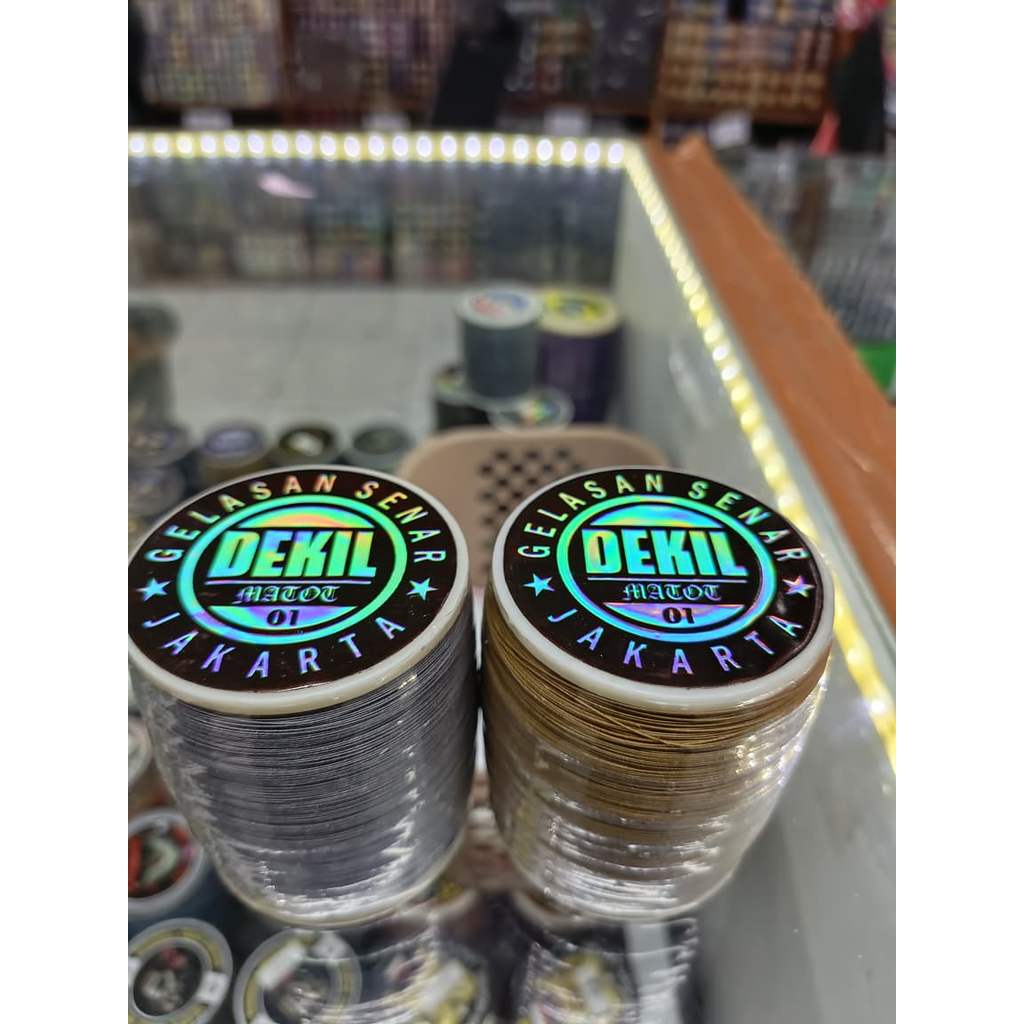 GELASAN SENAR
DEKIL
MATOT
01
JAKARTA
GELASAN SENAR
DEKIL
MATOT
01
JAKARTA